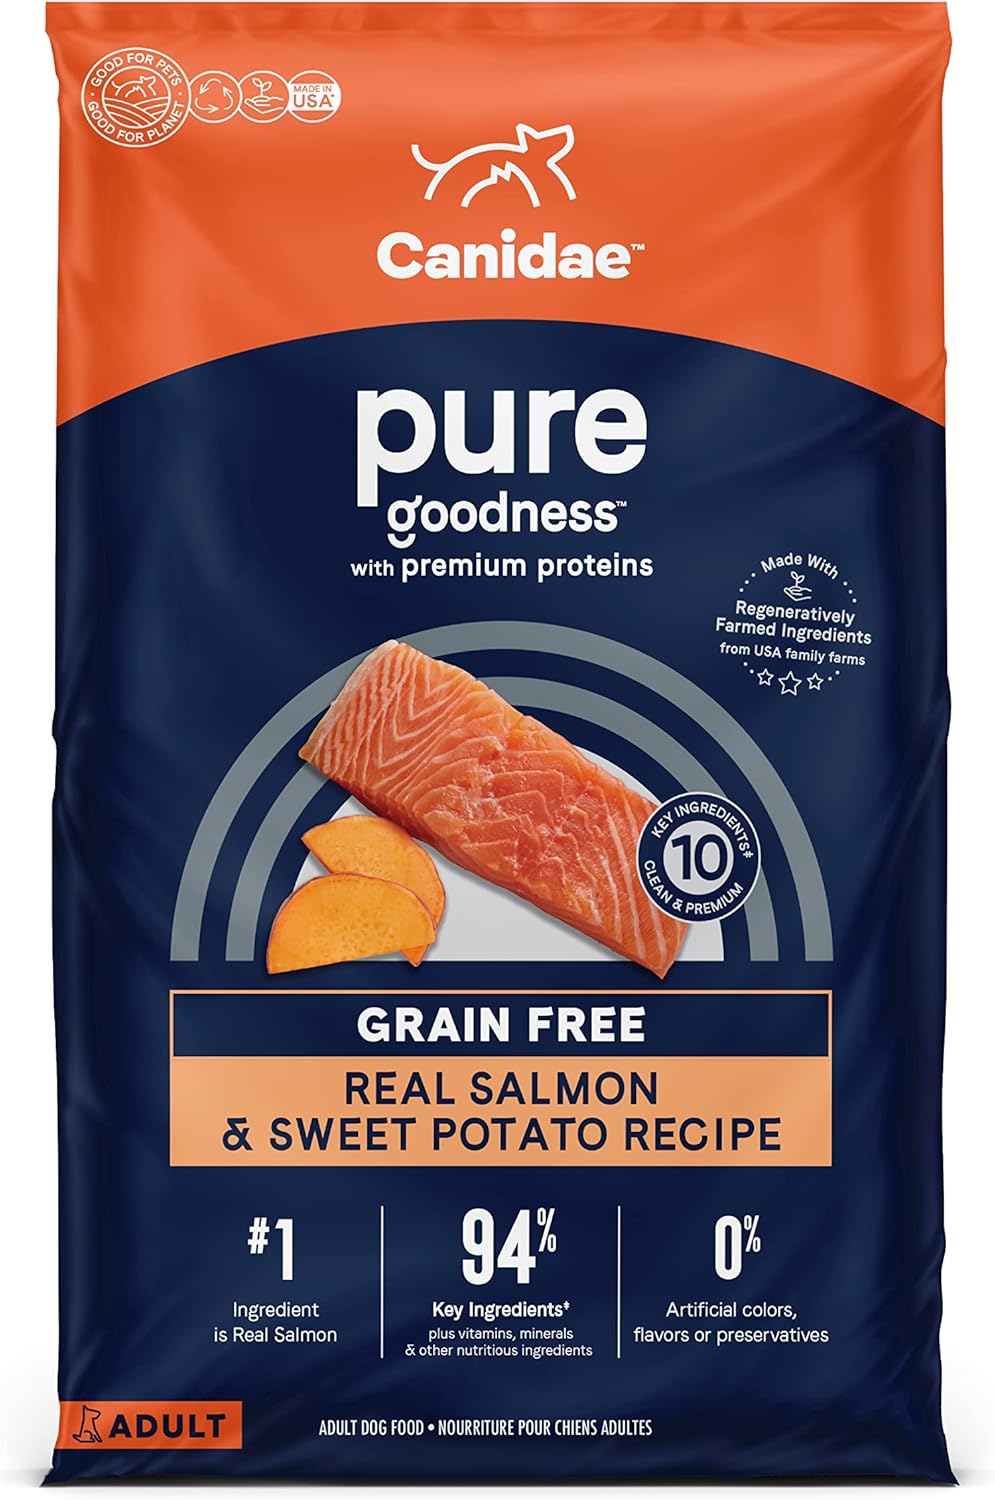 GOOD FOR PETS
GOOD FOR PLANET
MADE IN
USA*
Canidae™
pure
goodness™
with premium proteins
Made With
Regeneratively
Farmed Ingredients
from USA family farms
KEY INGREDIENTS‡
10
CLEAN & PREMIUM
GRAIN FREE
REAL SALMON
& SWEET POTATO RECIPE
#1
Ingredient
is Real Salmon
94%
Key Ingredients‡
plus vitamins, minerals
& other nutritious ingredients
0%
Artificial colors,
flavors or preservatives
ADULT
ADULT DOG FOOD • NOURRITURE POUR CHIENS ADULTES